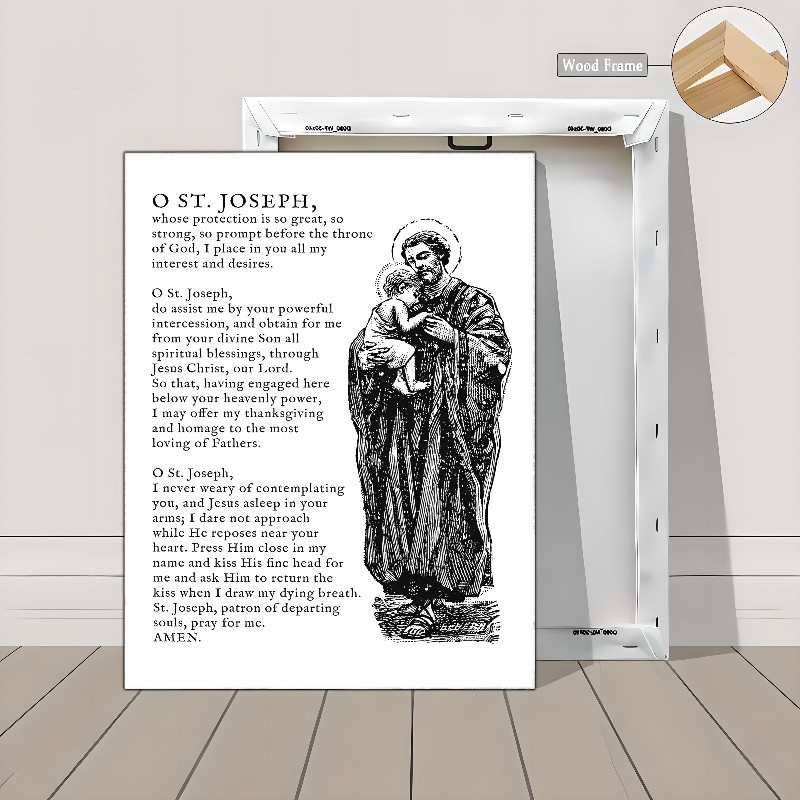 Wood Frame
O ST. JOSEPH,
whose protection is so great, so
strong, so prompt before the throne
of God, I place in you all my
interest and desires.
O St. Joseph,
do assist me by your powerful
intercession, and obtain for me
from your divine Son all
spiritual blessings, through
Jesus Christ, our Lord.
So that, having engaged here
below your heavenly power,
I may offer my thanksgiving
and homage to the most
loving of Fathers.
O St. Joseph,
I never weary of contemplating
you, and Jesus asleep in your
arms; I dare not approach
while He reposes near your
heart. Press Him close in my
name and kiss His fine head for
me and ask Him to return the
kiss when I draw my dying breath.
St. Joseph, patron of departing
souls, pray for me.
AMEN.